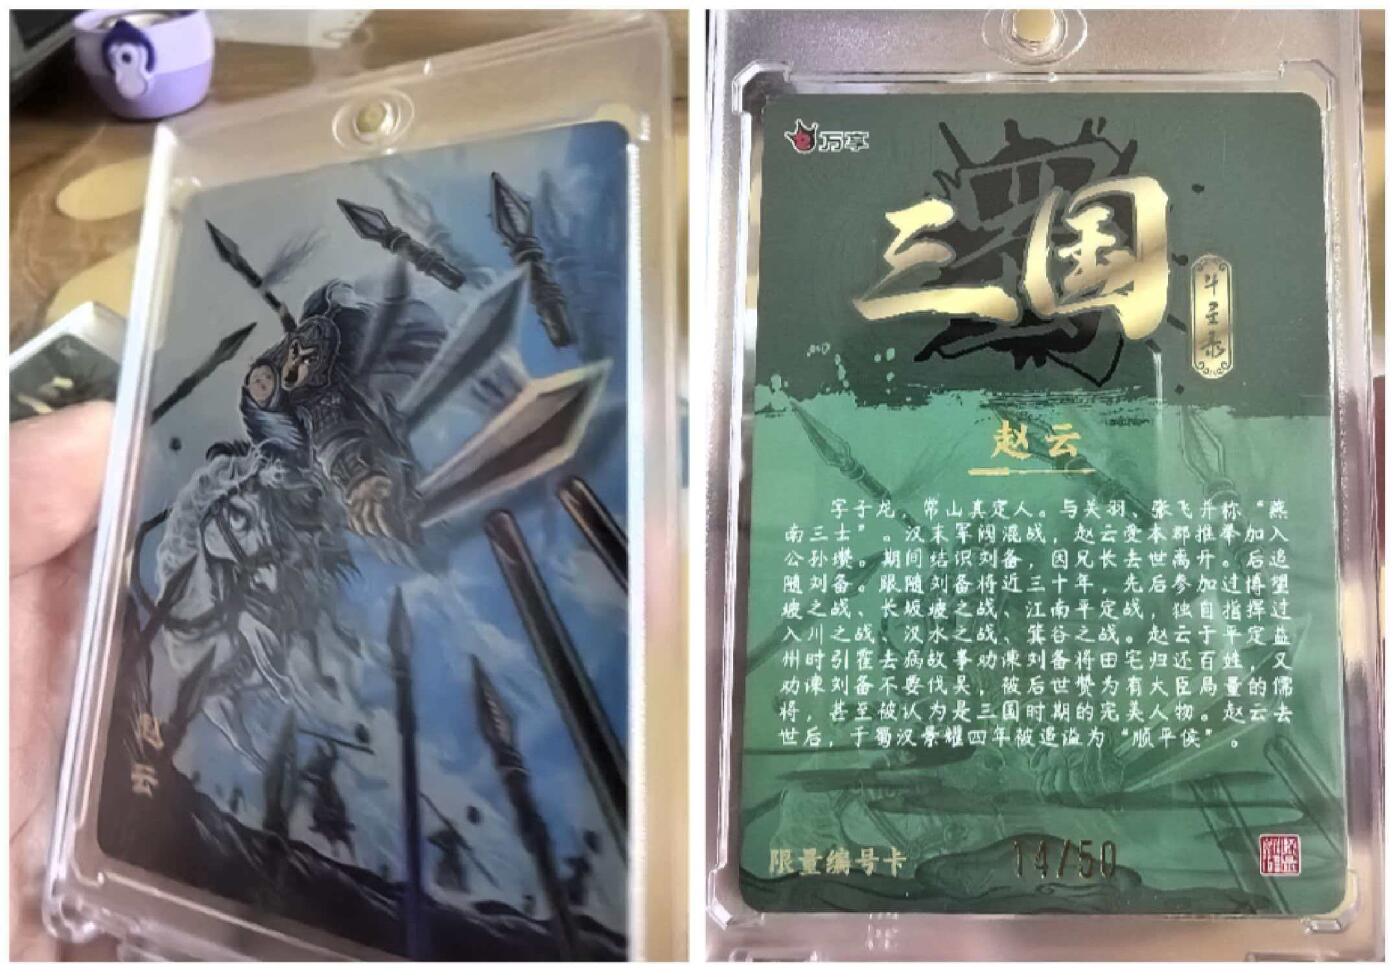 赵云
万享
三国
斗星录
赵云
字子龙，常山真定人。与关羽、张飞并称“燕
南三士”。汉末军阀混战，赵云受本郡推举加入
公孙瓒。期间结识刘备，因兄长去世离开。后追
随刘备。跟随刘备将近三十年，先后参加过博望
坡之战、长坂坡之战、江南平定战，独自指挥过
入川之战、汉水之战、箕谷之战。赵云于平定益
州时引霍去病故事劝谏刘备将田宅归还百姓，又
劝谏刘备不要伐吴，被后世赞为有大臣局量的儒
将，甚至被认为是三国时期的完美人物。赵云去
世后，于蜀汉景耀四年被追谥为“顺平侯”。
限量编号卡
14/50